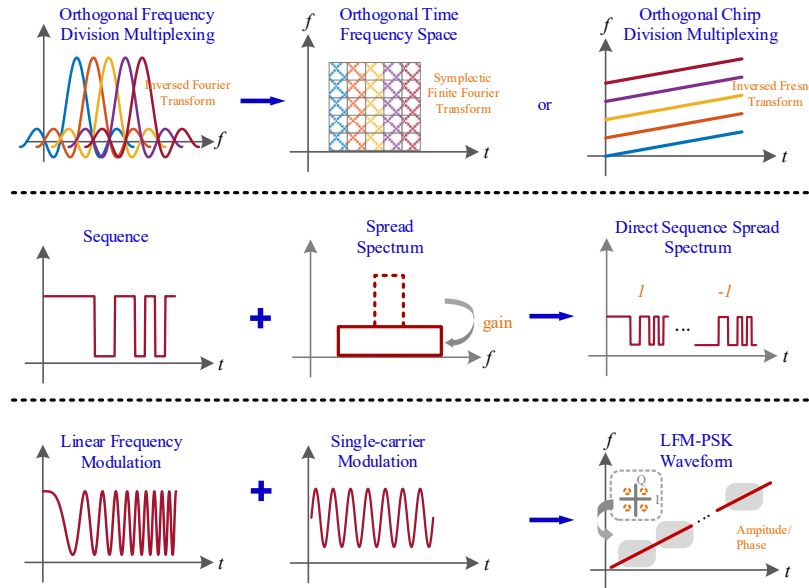 Orthogonal Frequency
Division Multiplexing
Inversed Fourier
Transform
f
Orthogonal Time
Frequency Space
f
Symplectic
Finite Fourier
Transform
t
or
Orthogonal Chirp
Division Multiplexing
f
Inversed Fresn
Transform
t
Sequence
t
Spread
Spectrum
gain
f
Direct Sequence Spread
Spectrum
1
-1
...
t
Linear Frequency
Modulation
t
Single-carrier
Modulation
t
LFM-PSK
Waveform
f
Q
I
...
Amplitude/
Phase
t